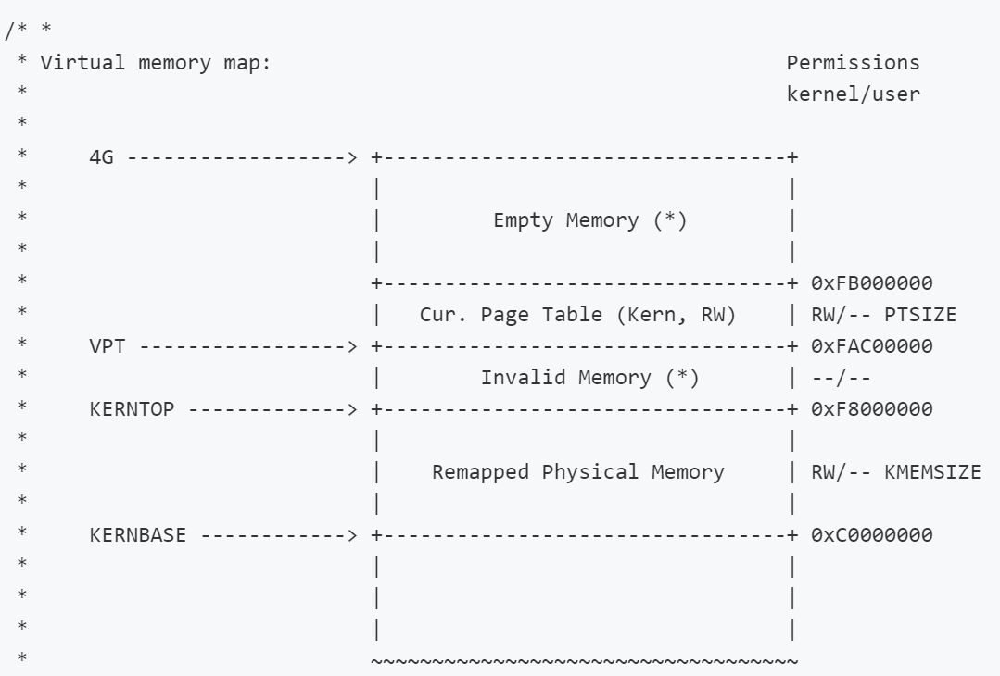 /* *
 * Virtual memory map:                                          Permissions
 *                                                              kernel/user
 *
 *     4G ------------------> +---------------------------------+
 *                            |                                 |
 *                            |         Empty Memory (*)        |
 *                            |                                 |
 *                            +---------------------------------+ 0xFB000000
 *                            |   Cur. Page Table (Kern, RW)    | RW/-- PTSIZE
 *     VPT -----------------> +---------------------------------+ 0xFAC00000
 *                            |        Invalid Memory (*)       | --/--
 *     KERNTOP -------------> +---------------------------------+ 0xF8000000
 *                            |                                 |
 *                            |    Remapped Physical Memory     | RW/-- KMEMSIZE
 *                            |                                 |
 *     KERNBASE ------------> +---------------------------------+ 0xC0000000
 *                            |                                 |
 *                            |                                 |
 *                            |                                 |
 *                            ~~~~~~~~~~~~~~~~~~~~~~~~~~~~~~~~~~~